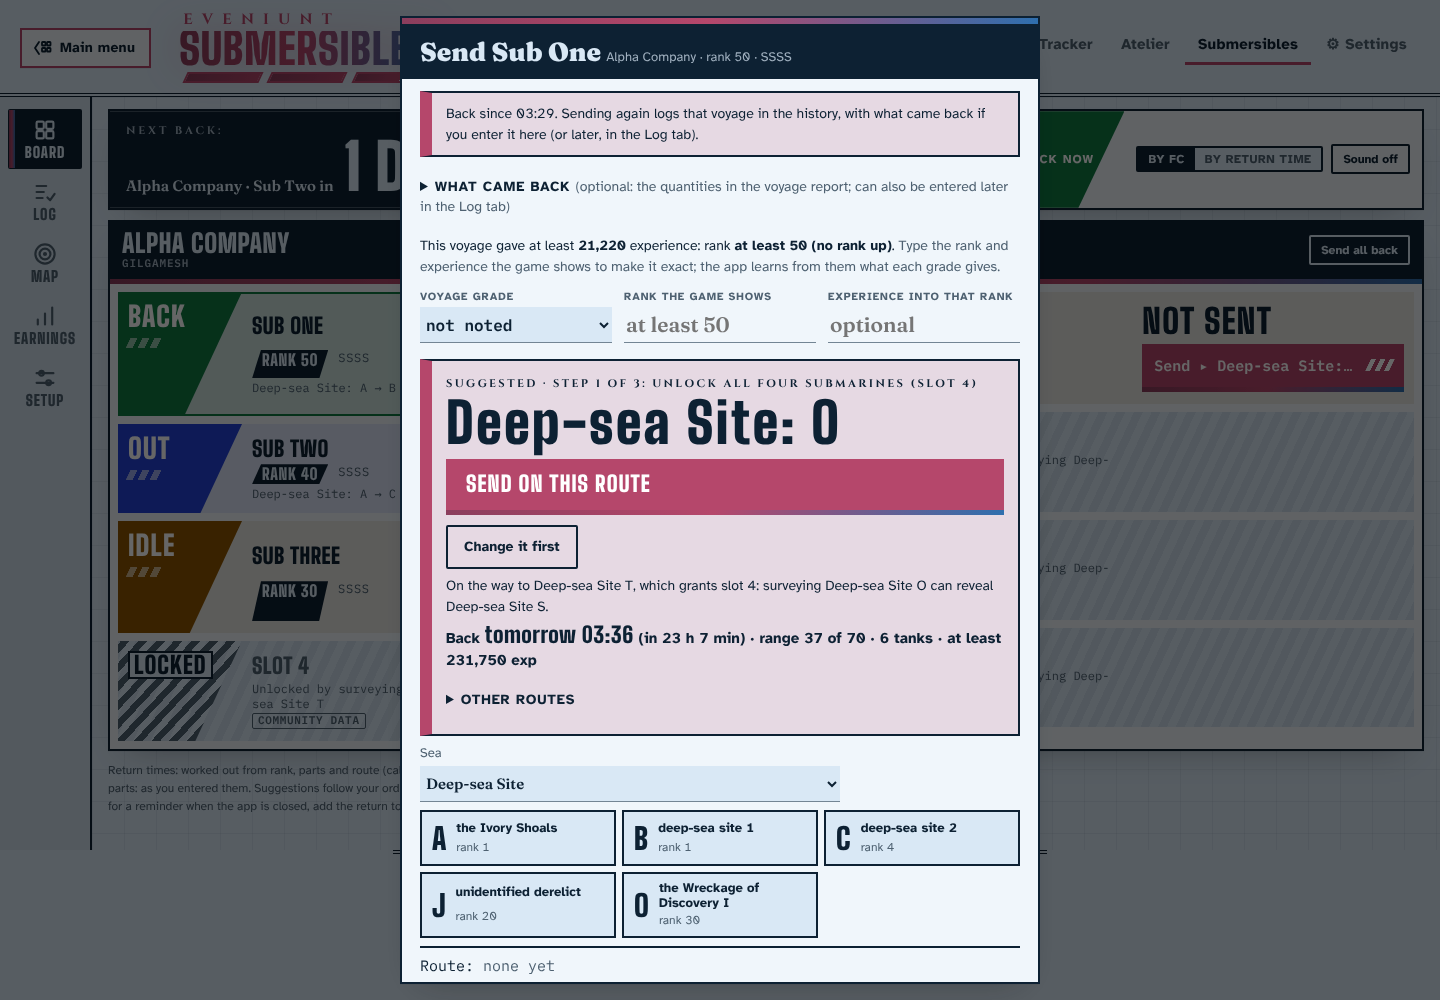 Main menu
EVENIUNT
SUBMERSIBLE
Tracker
Atelier
Submersibles
Settings
BOARD
LOG
MAP
EARNINGS
SETUP
NEXT BACK:
Alpha Company · Sub Two in
1 D
CK NOW
BY FC
BY RETURN TIME
Sound off
ALPHA COMPANY
GILGAMESH
Send all back
BACK
SUB ONE
RANK 50
SSSS
Deep-sea Site: A → B
OUT
SUB TWO
RANK 40
SSSS
Deep-sea Site: A → C
IDLE
SUB THREE
RANK 30
SSSS
LOCKED
SLOT 4
Unlocked by surveying
sea Site T
COMMUNITY DATA
NOT SENT
Send ▸ Deep-sea Site:…
ying Deep-
ying Deep-
ying Deep-
Return times: worked out from rank, parts and route (cal
parts: as you entered them. Suggestions follow your ord
for a reminder when the app is closed, add the return to
Send Sub One Alpha Company · rank 50 · SSSS
Back since 03:29. Sending again logs that voyage in the history, with what came back if
you enter it here (or later, in the Log tab).
▶ WHAT CAME BACK (optional: the quantities in the voyage report; can also be entered later
in the Log tab)
This voyage gave at least 21,220 experience: rank at least 50 (no rank up). Type the rank and
experience the game shows to make it exact; the app learns from them what each grade gives.
VOYAGE GRADE
RANK THE GAME SHOWS
EXPERIENCE INTO THAT RANK
not noted
at least 50
optional
SUGGESTED · STEP 1 OF 3: UNLOCK ALL FOUR SUBMARINES (SLOT 4)
Deep-sea Site: O
SEND ON THIS ROUTE
Change it first
On the way to Deep-sea Site T, which grants slot 4: surveying Deep-sea Site O can reveal
Deep-sea Site S.
Back tomorrow 03:36 (in 23 h 7 min) · range 37 of 70 · 6 tanks · at least
231,750 exp
▶ OTHER ROUTES
Sea
Deep-sea Site
A the Ivory Shoals
rank 1
B deep-sea site 1
rank 1
C deep-sea site 2
rank 4
J unidentified derelict
rank 20
O the Wreckage of
Discovery I
rank 30
Route: none yet